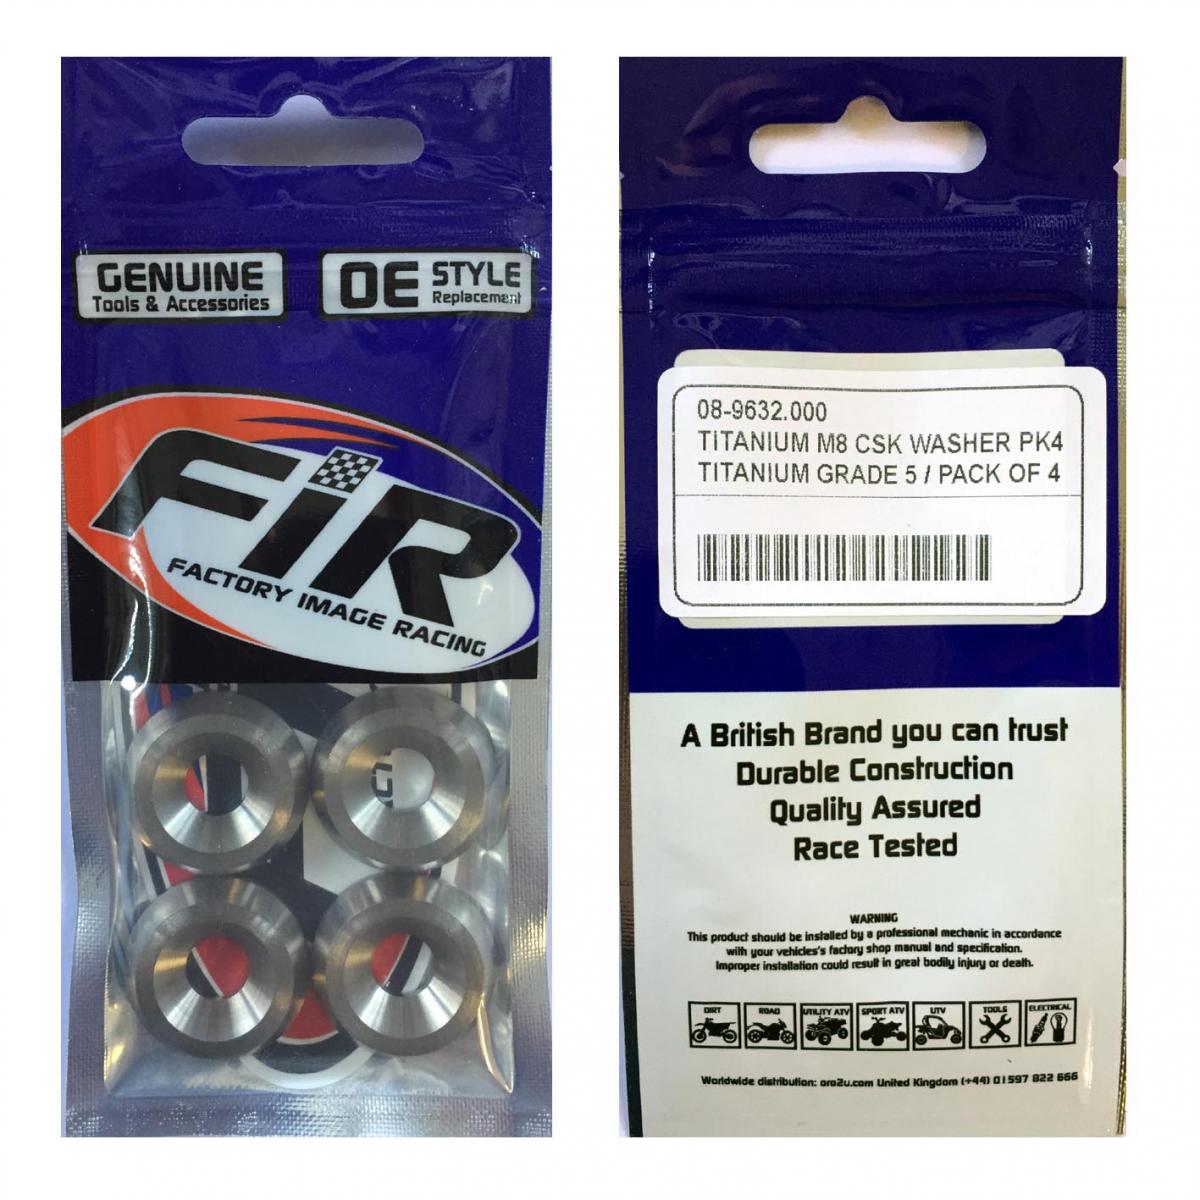 GENUINE
Tools & Accessories
OE STYLE
Replacement
FiR
FACTORY IMAGE RACING
08-9632.000
TITANIUM M8 CSK WASHER PK4
TITANIUM GRADE 5 / PACK OF 4
A British Brand you can trust
Durable Construction
Quality Assured
Race Tested
WARNING
This product should be installed by a professional mechanic in accordance
with your vehicles's factory shop manual and specification.
Improper installation could result in great bodily injury or death.
DIRT ROAD UTILITY ATV SPORT ATV UTV TOOLS ELECTRICAL
Worldwide distribution: oro2u.com United Kingdom (+44) 01597 822 666